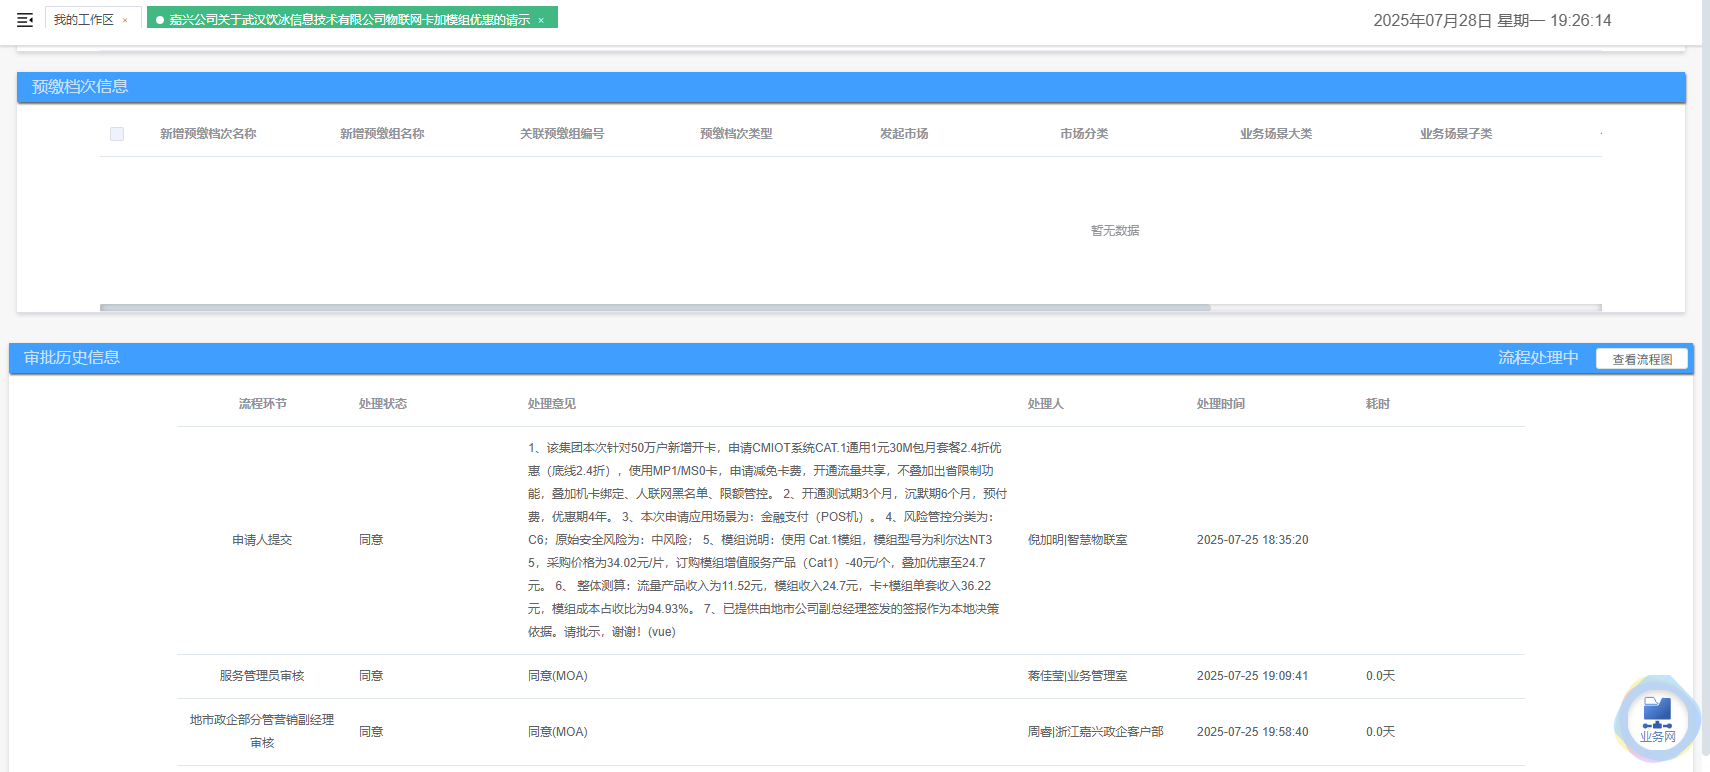 我的工作区 ×
嘉兴公司关于武汉饮冰信息技术有限公司物联网卡加模组优惠的请示 ×
2025年07月28日 星期一 19:26:14
预缴档次信息
新增预缴档次名称 新增预缴组名称 关联预缴组编号 预缴档次类型 发起市场 市场分类 业务场景大类 业务场景子类
暂无数据
审批历史信息 流程处理中 查看流程图
流程环节 处理状态 处理意见 处理人 处理时间 耗时
1、该集团本次针对50万户新增开卡，申请CMIOT系统CAT.1通用1元30M包月套餐2.4折优
惠（底线2.4折），使用MP1/MS0卡，申请减免卡费，开通流量共享，不叠加出省限制功
能，叠加机卡绑定、人联网黑名单、限额管控。 2、开通测试期3个月，沉默期6个月，预付
费，优惠期4年。 3、本次申请应用场景为：金融支付（POS机）。 4、风险管控分类为：
申请人提交 同意 C6；原始安全风险为：中风险； 5、模组说明：使用 Cat.1模组，模组型号为利尔达NT3 倪加明|智慧物联室 2025-07-25 18:35:20
5，采购价格为34.02元/片，订购模组增值服务产品（Cat1）-40元/个，叠加优惠至24.7
元。 6、 整体测算：流量产品收入为11.52元，模组收入24.7元，卡+模组单套收入36.22
元，模组成本占收比为94.93%。 7、已提供由地市公司副总经理签发的签报作为本地决策
依据。请批示，谢谢！(vue)
服务管理员审核 同意 同意(MOA) 蒋佳莹|业务管理室 2025-07-25 19:09:41 0.0天
地市政企部分管营销副经理
审核 同意 同意(MOA) 周睿|浙江嘉兴政企客户部 2025-07-25 19:58:40 0.0天
业务网